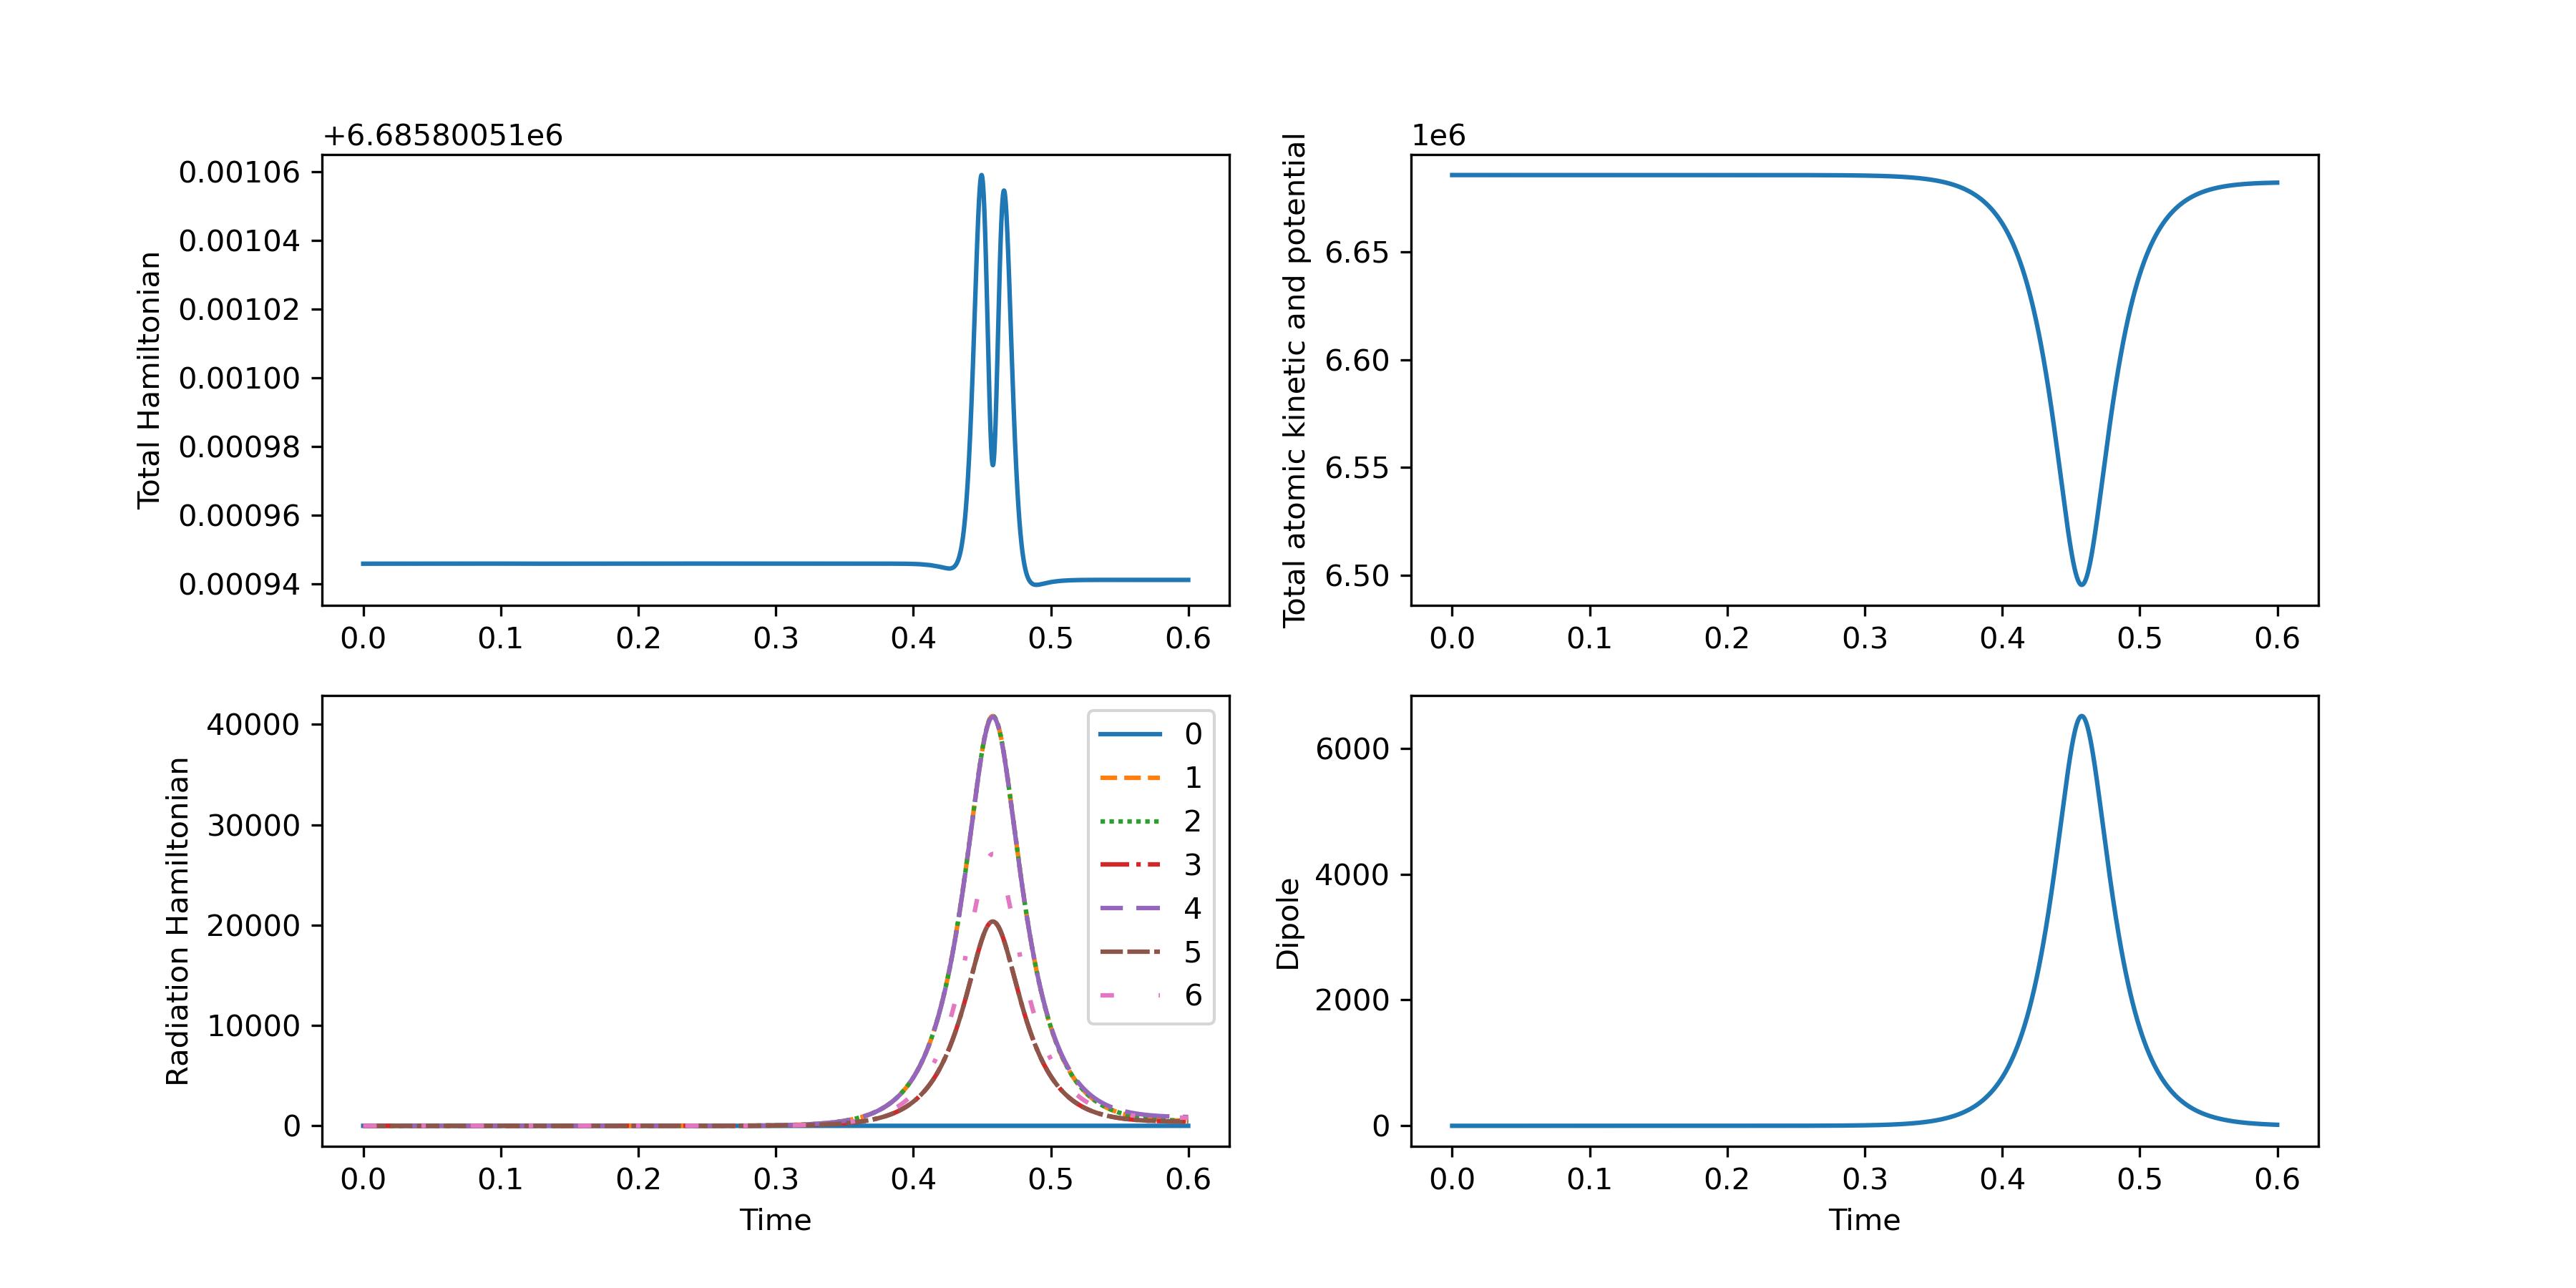 +6.68580051e6
0.00106
0.00104
0.00102
0.00100
0.00098
0.00096
0.00094
Total Hamiltonian
0.0 0.1 0.2 0.3 0.4 0.5 0.6
1e6
6.65
6.60
6.55
6.50
Total atomic kinetic and potential
0.0 0.1 0.2 0.3 0.4 0.5 0.6
40000
30000
20000
10000
0
Radiation Hamiltonian
0
1
2
3
4
5
6
0.0 0.1 0.2 0.3 0.4 0.5 0.6
Time
6000
4000
2000
0
Dipole
0.0 0.1 0.2 0.3 0.4 0.5 0.6
Time